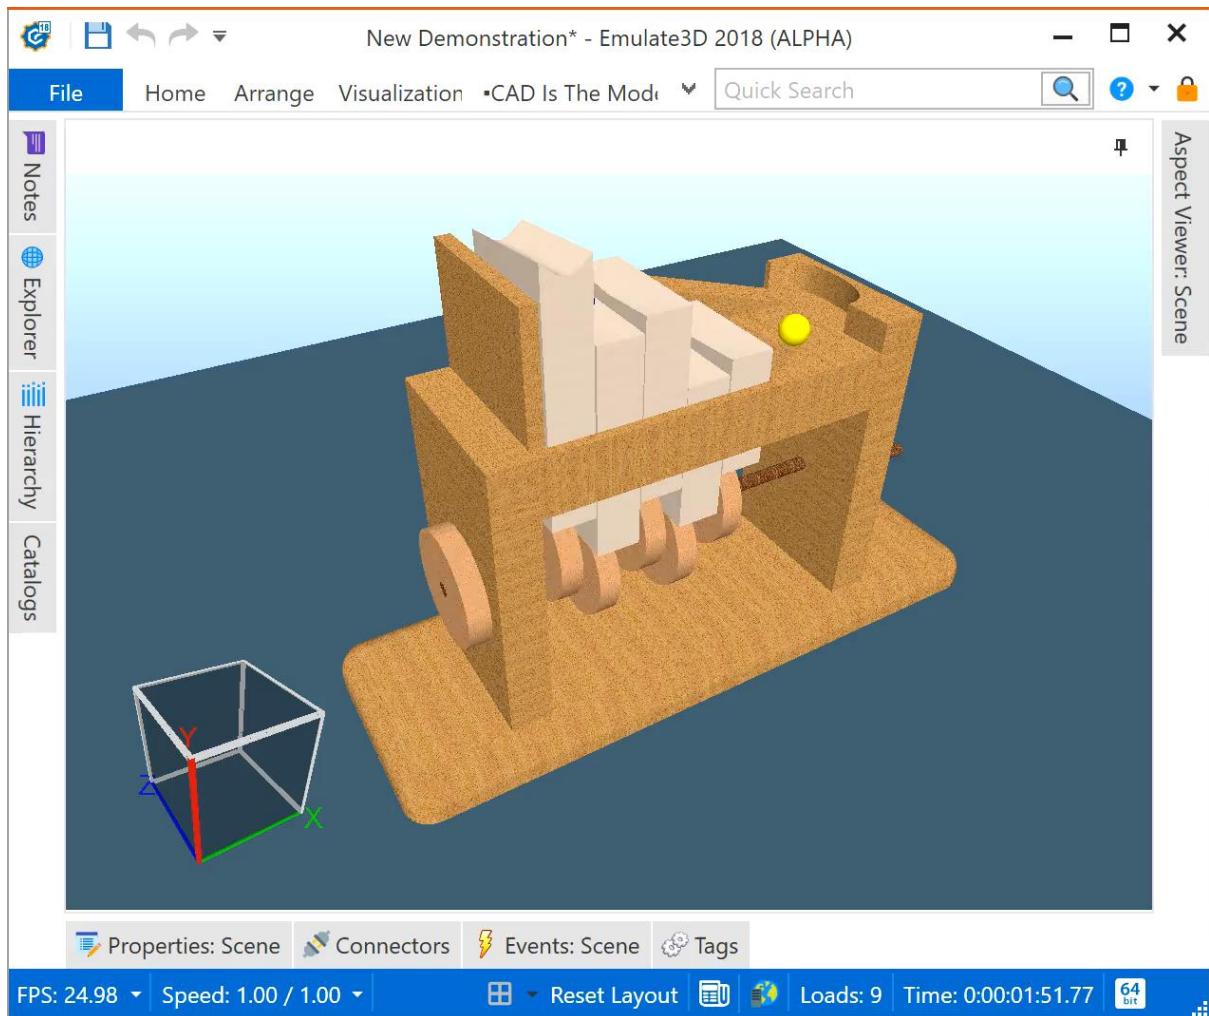 18
New Demonstration* - Emulate3D 2018 (ALPHA)
File Home Arrange Visualization •CAD Is The Mod Quick Search ?
Notes
Explorer
Hierarchy
Catalogs
Aspect Viewer: Scene
Y
Z
X
Properties: Scene Connectors Events: Scene Tags
FPS: 24.98 Speed: 1.00 / 1.00 Reset Layout Loads: 9 Time: 0:00:01:51.77 64 bit